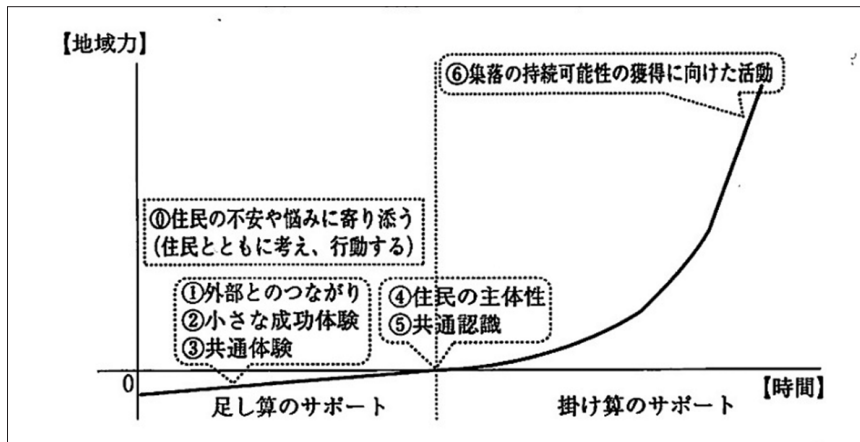 【地域力】
⑥集落の持続可能性の獲得に向けた活動
⓪住民の不安や悩みに寄り添う
(住民とともに考え、行動する)
①外部とのつながり
②小さな成功体験
③共通体験
④住民の主体性
⑤共通認識
0
【時間】
足し算のサポート
掛け算のサポート